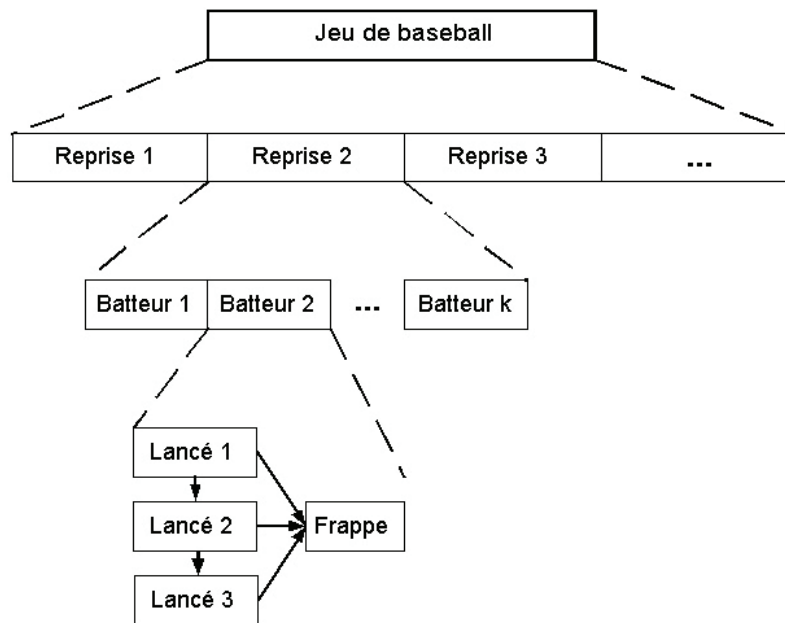 Jeu de baseball
Reprise 1 Reprise 2 Reprise 3 ...
Batteur 1 Batteur 2 ... Batteur k
Lancé 1
Lancé 2 Frappe
Lancé 3